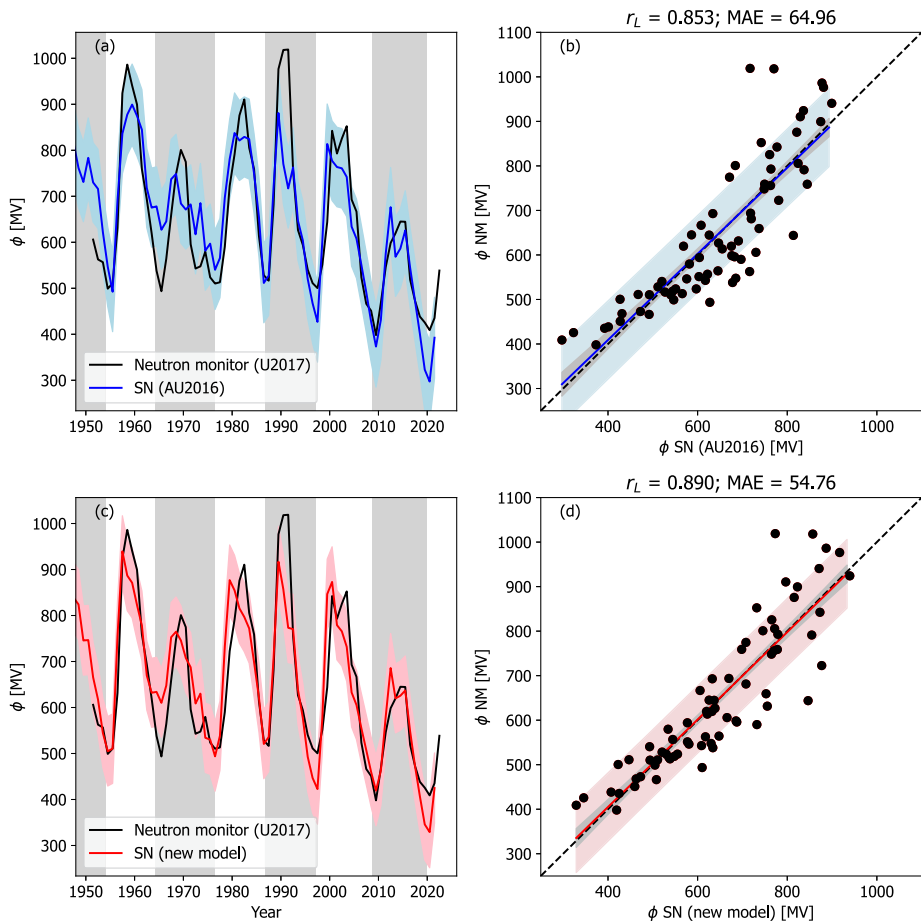 (a)
1000
900
800
700
600
500
400
300
ϕ [MV]
Neutron monitor (U2017)
SN (AU2016)
1950 1960 1970 1980 1990 2000 2010 2020
r_L = 0.853; MAE = 64.96
(b)
1100
1000
900
800
700
600
500
400
300
ϕ NM [MV]
400 600 800 1000
ϕ SN (AU2016) [MV]
(c)
1000
900
800
700
600
500
400
300
ϕ [MV]
Neutron monitor (U2017)
SN (new model)
1950 1960 1970 1980 1990 2000 2010 2020
Year
r_L = 0.890; MAE = 54.76
(d)
1100
1000
900
800
700
600
500
400
300
ϕ NM [MV]
400 600 800 1000
ϕ SN (new model) [MV]